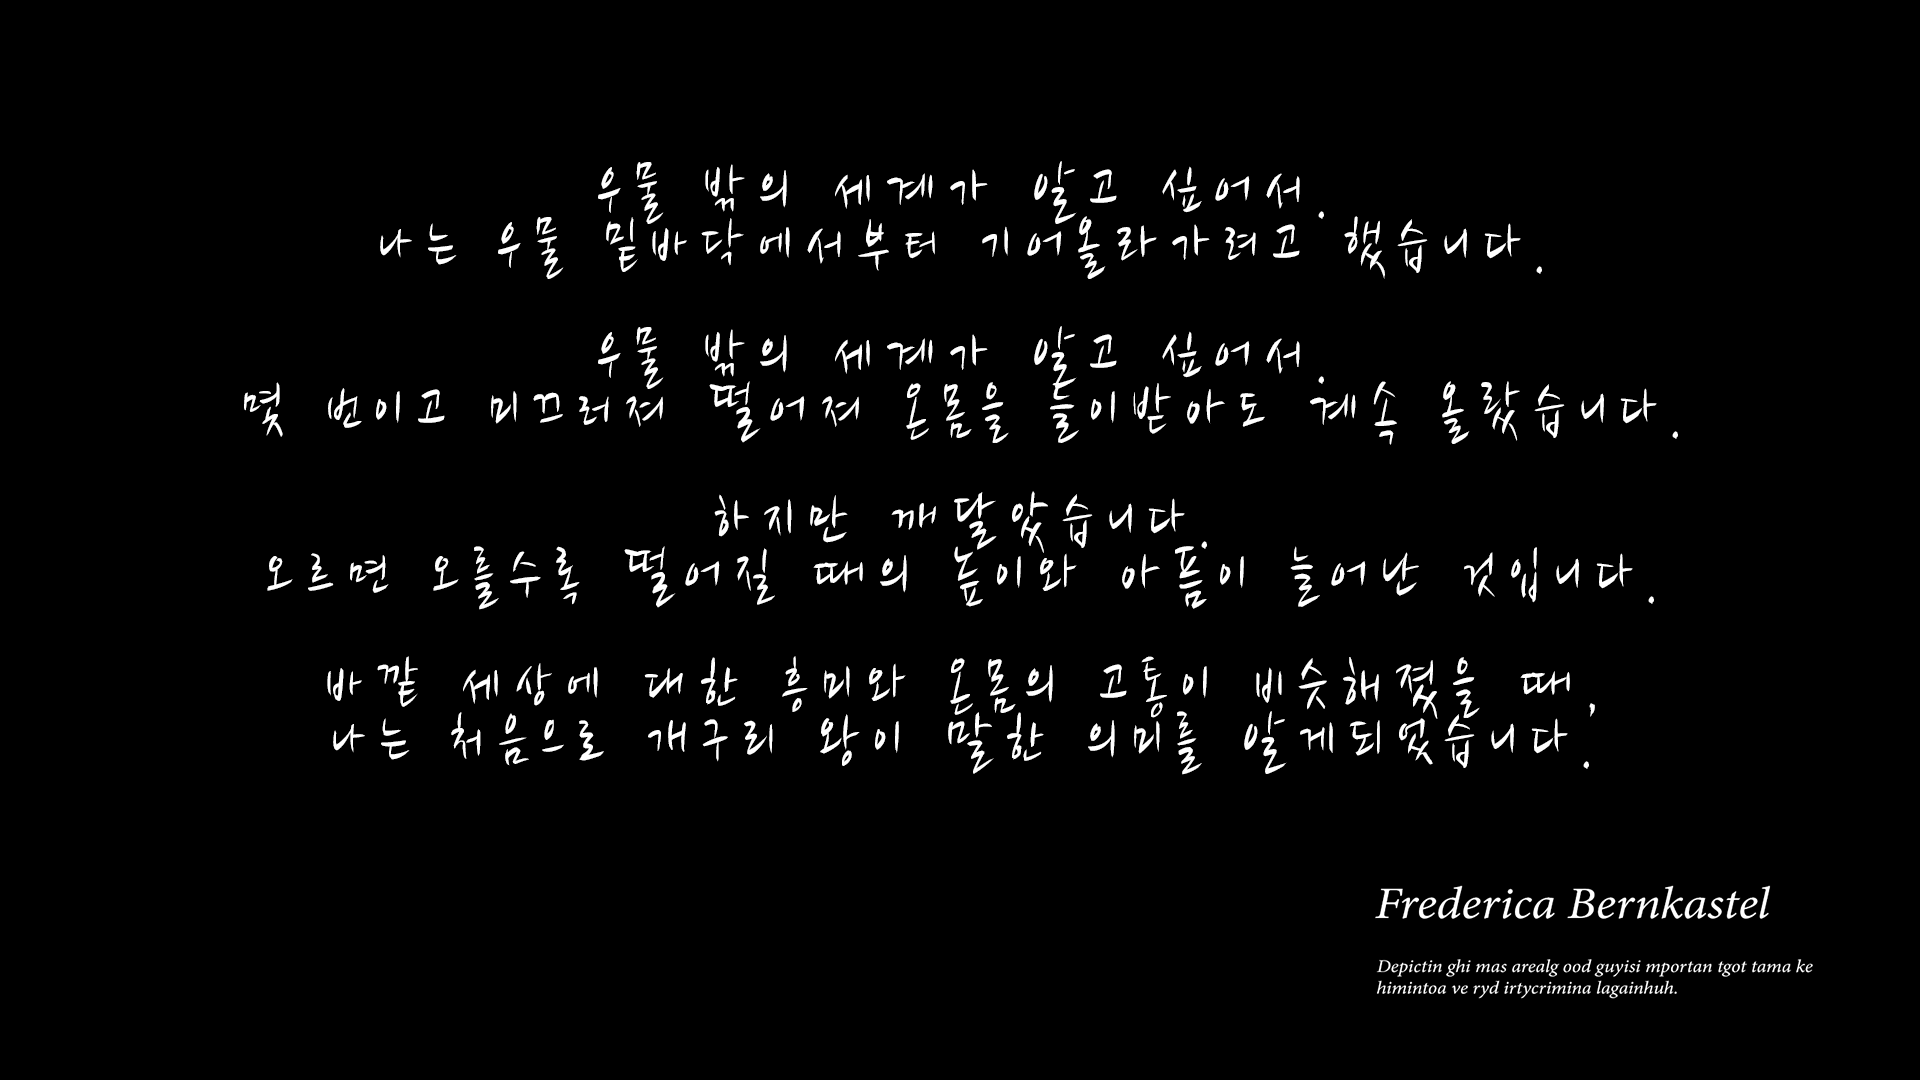 우물 밖의 세계가 알고 싶어서.
나는 우물 밑바닥에서부터 기어올라가려고 했습니다.
우물 밖의 세계가 알고 싶어서.
몇 번이고 미끄러져 떨어져 온몸을 들이받아도 계속 올랐습니다.
하지만 깨달았습니다.
오르면 오를수록 떨어질 때의 높이와 아픔이 늘어난 것입니다.
바깥 세상에 대한 흥미와 온몸의 고통이 비슷해졌을 때,
나는 처음으로 개구리 왕이 말한 의미를 알게되었습니다.
Frederica Bernkastel
Depictin ghi mas arealg ood guyisi mportan tgot tama ke
himintoa ve ryd irtycrimina lagainhuh.